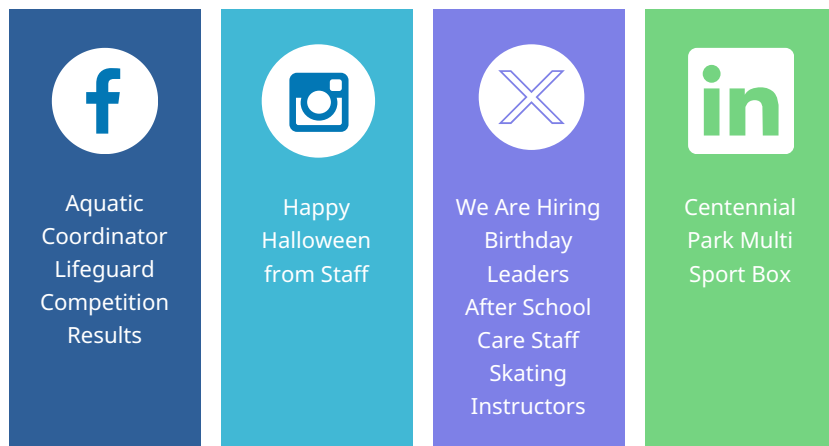 Aquatic
Coordinator
Lifeguard
Competition
Results
Happy
Halloween
from Staff
We Are Hiring
Birthday
Leaders
After School
Care Staff
Skating
Instructors
in
Centennial
Park Multi
Sport Box